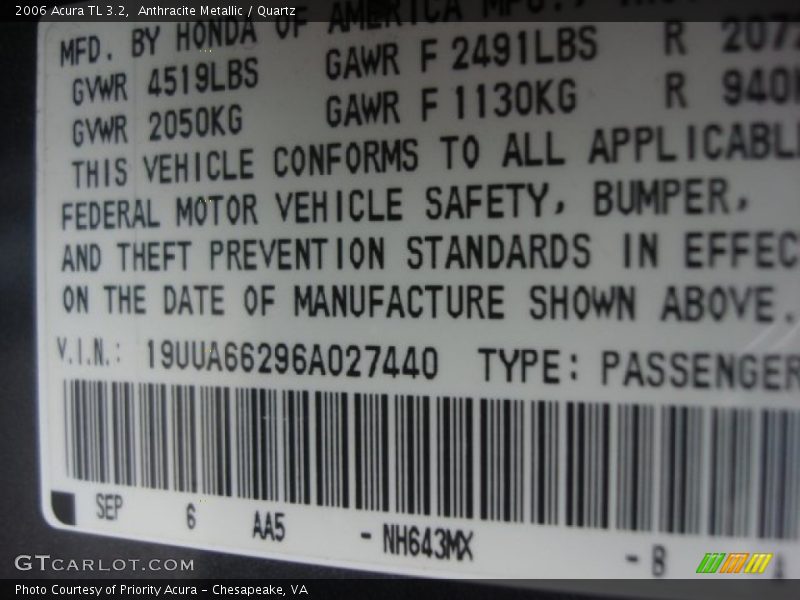 2006 Acura TL 3.2,  Anthracite Metallic / Quartz
MFD. BY HONDA OF AMERICA MFG.,
GVWR 4519LBS GAWR F 2491LBS R 2072
GVWR 2050KG GAWR F 1130KG R 940
THIS VEHICLE CONFORMS TO ALL APPLICABL
FEDERAL MOTOR VEHICLE SAFETY, BUMPER,
AND THEFT PREVENTION STANDARDS IN EFFEC
ON THE DATE OF MANUFACTURE SHOWN ABOVE.
V.I.N.: 19UUA66296A027440 TYPE: PASSENGER
SEP 6 AA5 - NH643MX - B
GTCARLOT.COM
Photo Courtesy of Priority Acura - Chesapeake, VA